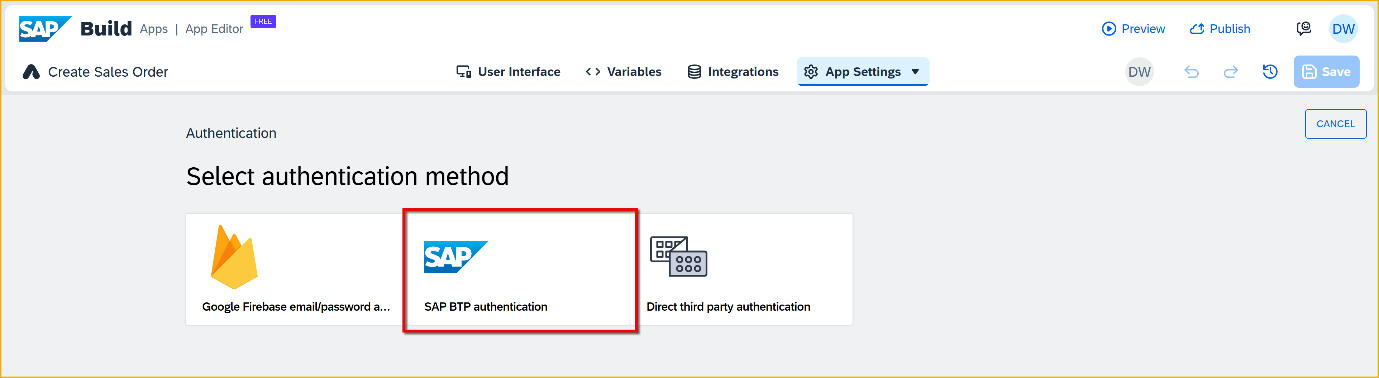 SAP Build Apps | App Editor FREE Preview Publish DW
Create Sales Order User Interface Variables Integrations App Settings DW Save
CANCEL
Authentication
Select authentication method
SAP
Google Firebase email/password a... SAP BTP authentication Direct third party authentication